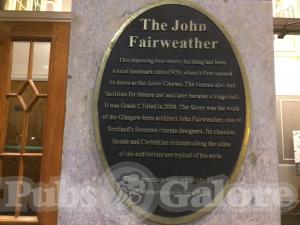 The John
Fairweather
This imposing four-storey building has been
a local landmark since 1929, when it first opened
its doors as the Savoy Cinema. The cinema also had
'facilities for theatre use' and later became a bingo hall.
It was Grade C listed in 2008. The Savoy was the work
of the Glasgow-born architect John Fairweather, one of
Scotland's foremost cinema designers. Its classical
facade and Corinthian columns along the sides
of the auditorium are typical of his style.
Pubs Galore